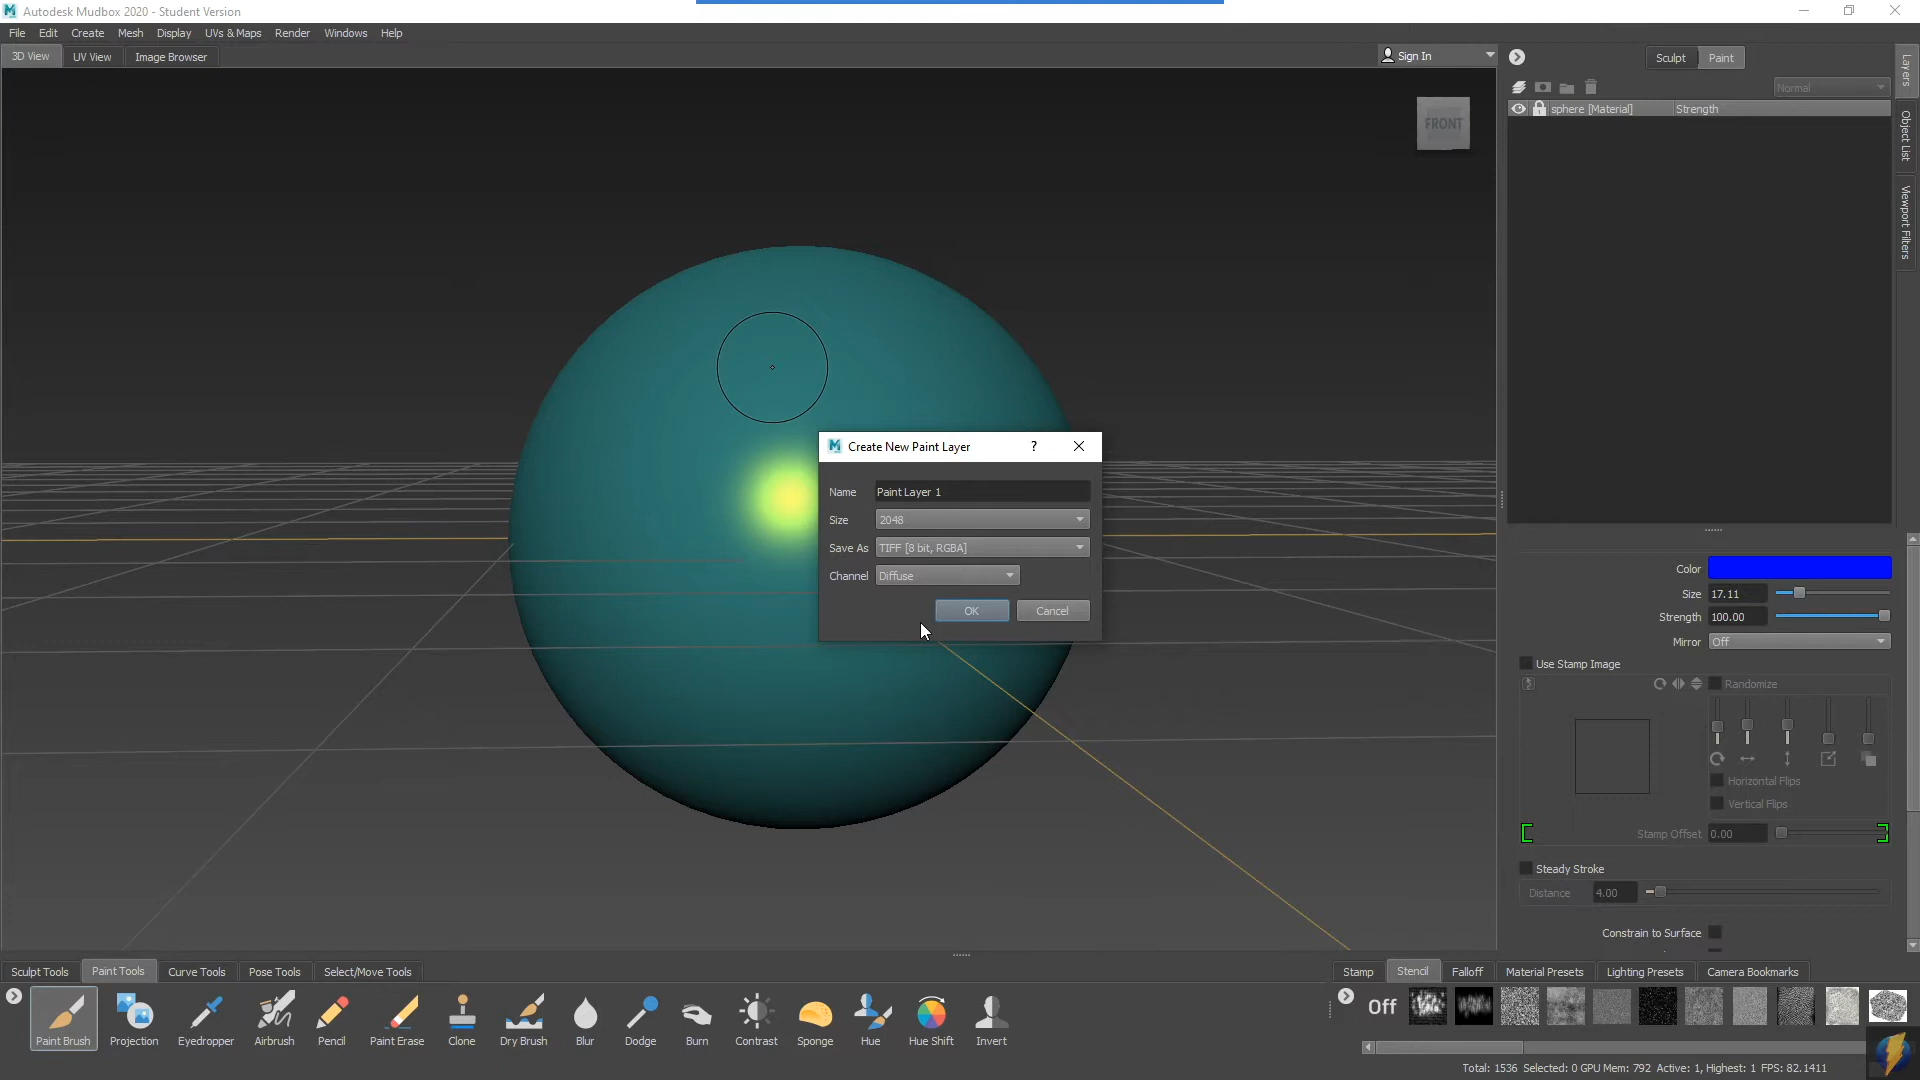 Autodesk Mudbox 2020 - Student Version
File Edit Create Mesh Display UVs & Maps Render Windows Help
3D View UV View Image Browser
Sign In
Sculpt Paint
Normal
sphere [Material] Strength
Layers
Object List
Viewport Filters
FRONT
Create New Paint Layer ?
Name Paint Layer 1
Size 2048
Save As TIFF [8 bit, RGBA]
Channel Diffuse
OK Cancel
Color
Size 17.11
Strength 100.00
Mirror Off
Use Stamp Image
Randomize
Horizontal Flips
Vertical Flips
Stamp Offset 0.00
Steady Stroke
Distance 4.00
Constrain to Surface
Sculpt Tools Paint Tools Curve Tools Pose Tools Select/Move Tools
Stamp Stencil Falloff Material Presets Lighting Presets Camera Bookmarks
Off
Paint Brush Projection Eyedropper Airbrush Pencil Paint Erase Clone Dry Brush Blur Dodge Burn Contrast Sponge Hue Hue Shift Invert
Total: 1536 Selected: 0 GPU Mem: 792 Active: 1, Highest: 1 FPS: 82.1411